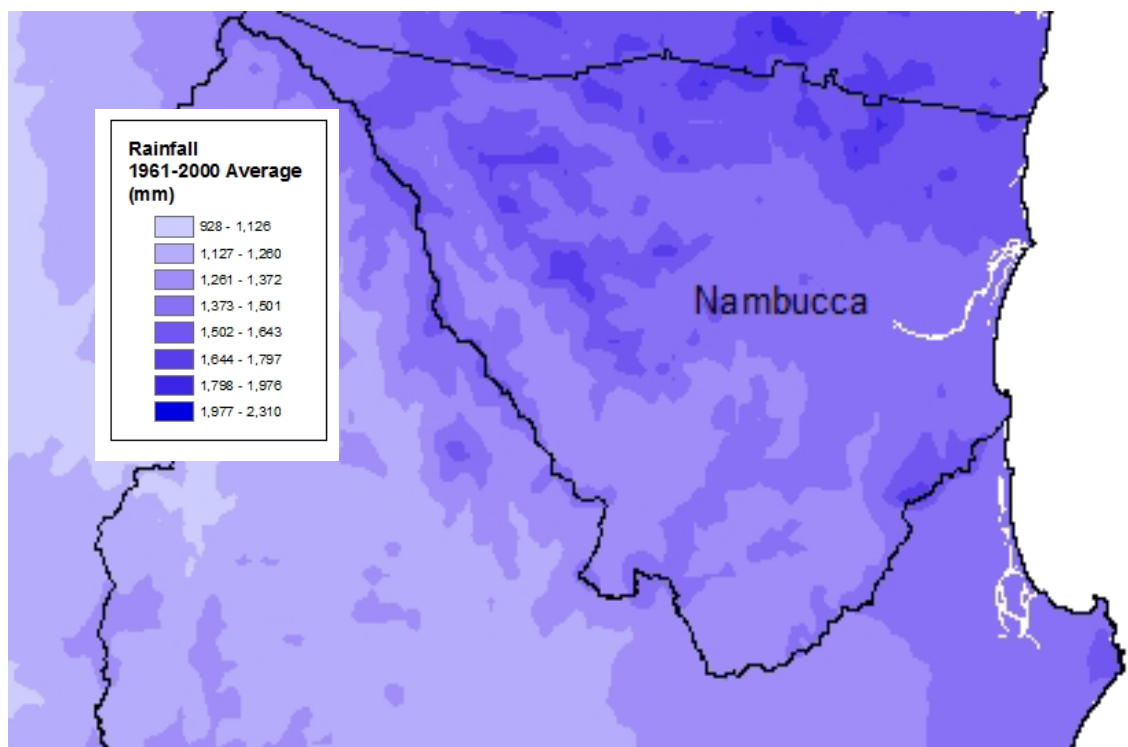 Rainfall
1961-2000 Average
(mm)
928 - 1,126
1,127 - 1,260
1,261 - 1,372
1,373 - 1,501
1,502 - 1,643
1,644 - 1,797
1,798 - 1,976
1,977 - 2,310
Nambucca